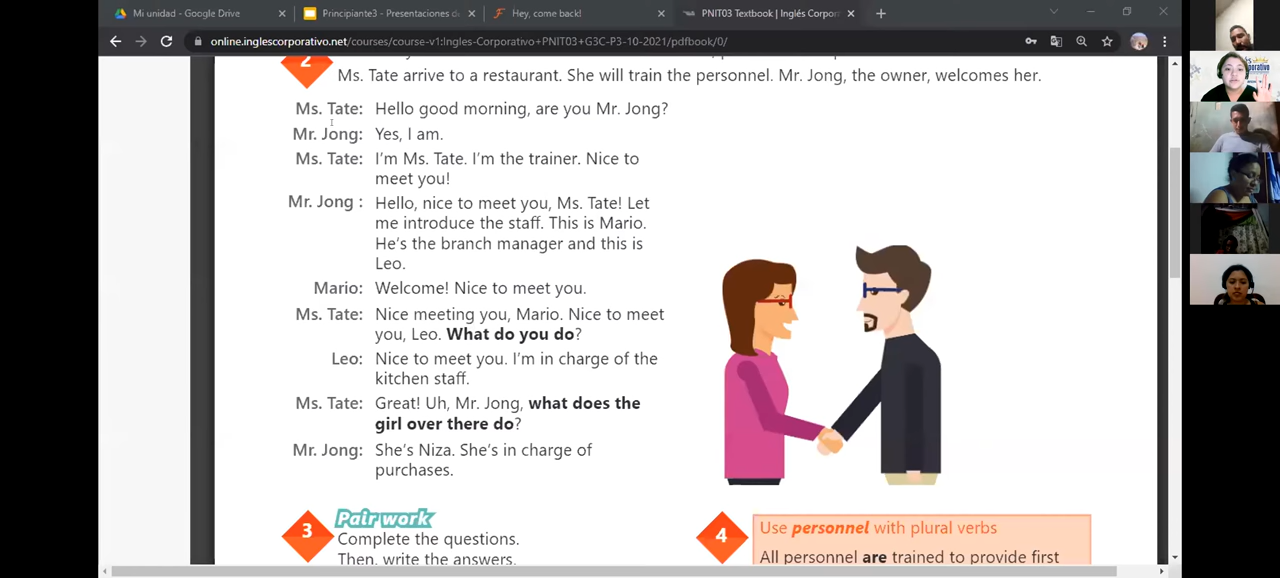 Mi unidad - Google Drive
Principiante3 - Presentaciones de
Hey, come back!
PNIT03 Textbook | Inglés Corpor
online.inglescorporativo.net/courses/course-v1:Ingles-Corporativo+PNIT03+G3C-P3-10-2021/pdfbook/0/
2
Ms. Tate arrive to a restaurant. She will train the personnel. Mr. Jong, the owner, welcomes her.
Ms. Tate: Hello good morning, are you Mr. Jong?
Mr. Jong: Yes, I am.
Ms. Tate: I'm Ms. Tate. I'm the trainer. Nice to
meet you!
Mr. Jong : Hello, nice to meet you, Ms. Tate! Let
me introduce the staff. This is Mario.
He's the branch manager and this is
Leo.
Mario: Welcome! Nice to meet you.
Ms. Tate: Nice meeting you, Mario. Nice to meet
you, Leo. What do you do?
Leo: Nice to meet you. I'm in charge of the
kitchen staff.
Ms. Tate: Great! Uh, Mr. Jong, what does the
girl over there do?
Mr. Jong: She's Niza. She's in charge of
purchases.
3 Pair work
Complete the questions.
Then, write the answers.
4 Use personnel with plural verbs
All personnel are trained to provide first